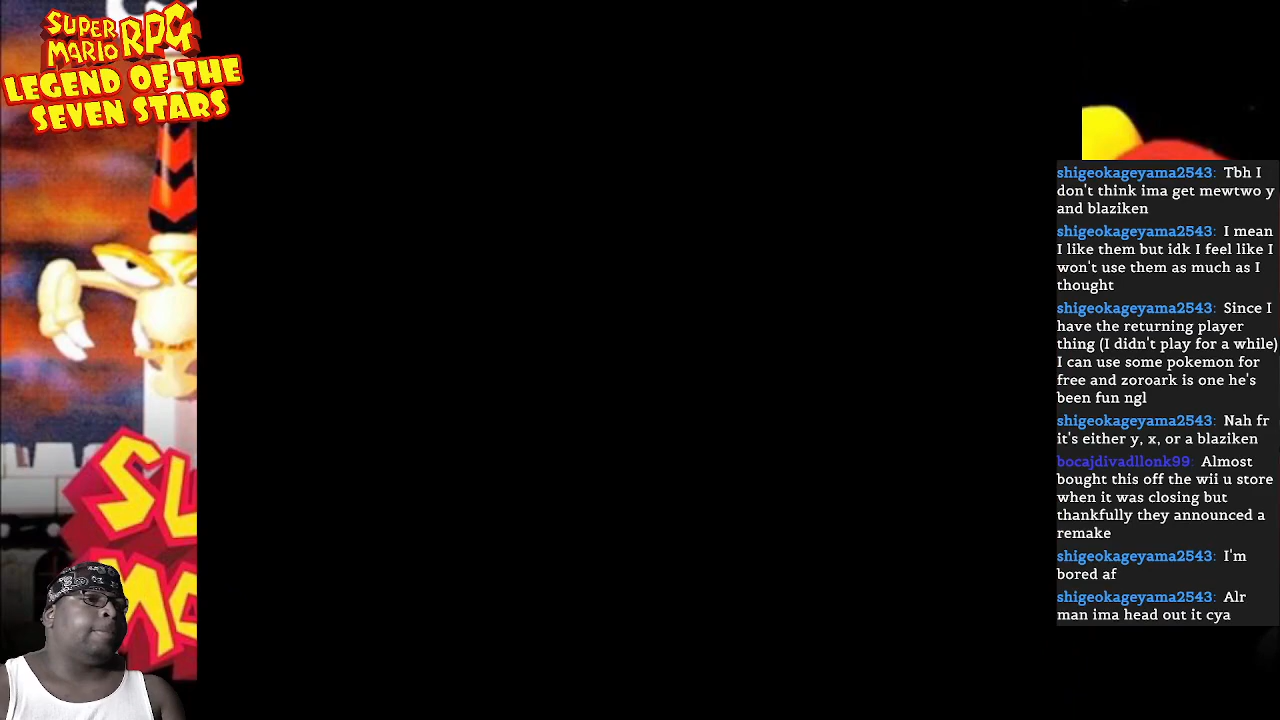 SUPER
MARIO RPG
LEGEND OF THE
SEVEN STARS
shigeokageyama2543: Tbh I
don't think ima get mewtwo y
and blaziken
shigeokageyama2543: I mean
I like them but idk I feel like I
won't use them as much as I
thought
shigeokageyama2543: Since I
have the returning player
thing (I didn't play for a while)
I can use some pokemon for
free and zoroark is one he's
been fun ngl
shigeokageyama2543: Nah fr
it's either y, x, or a blaziken
bocajdivadllonk99: Almost
bought this off the wii u store
when it was closing but
thankfully they announced a
remake
shigeokageyama2543: I'm
bored af
shigeokageyama2543: Alr
man ima head out it cya
SU